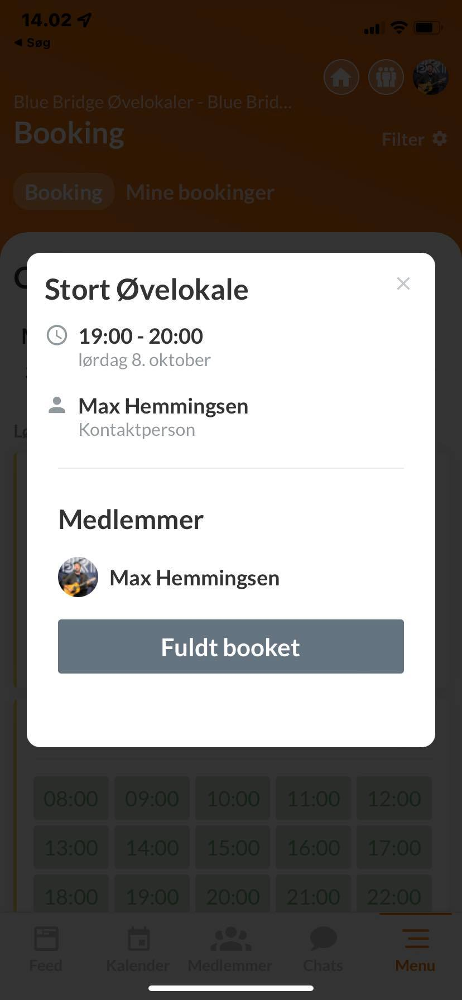 14.02
Søg
Blue Bridge Øvelokaler - Blue Brid...
Booking
Filter
Booking
Mine bookinger
Stort Øvelokale
19:00 - 20:00
lørdag 8. oktober
Max Hemmingsen
Kontaktperson
Medlemmer
Max Hemmingsen
Fuldt booket
08:00 09:00 10:00 11:00 12:00
13:00 14:00 15:00 16:00 17:00
18:00 19:00 20:00 21:00 22:00
Feed Kalender Medlemmer Chats Menu